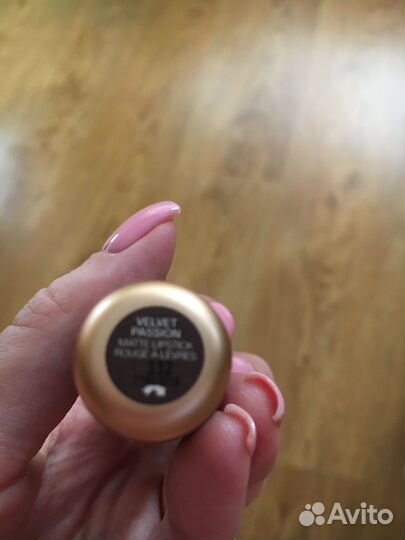 VELVET
PASSION
MATTE LIPSTICK
ROUGE A LÈVRES
Avito